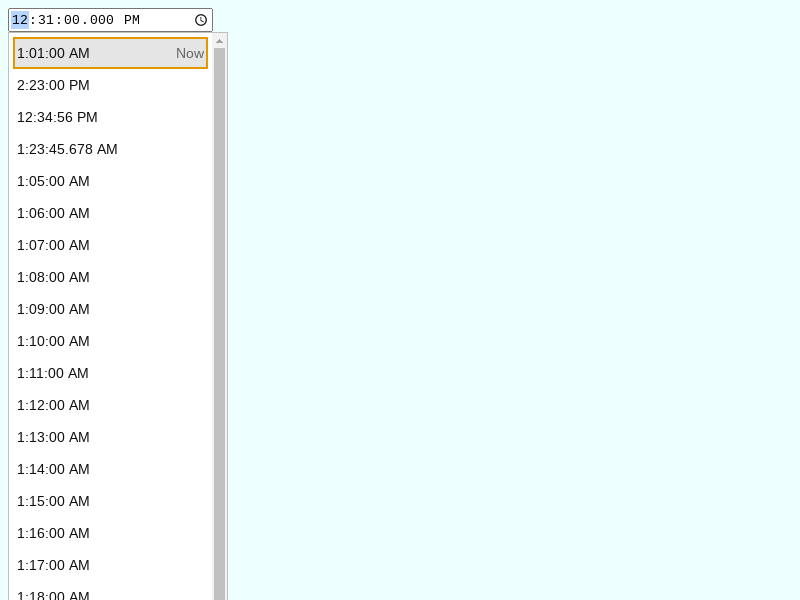 12:31:00.000 PM
1:01:00 AM Now
2:23:00 PM
12:34:56 PM
1:23:45.678 AM
1:05:00 AM
1:06:00 AM
1:07:00 AM
1:08:00 AM
1:09:00 AM
1:10:00 AM
1:11:00 AM
1:12:00 AM
1:13:00 AM
1:14:00 AM
1:15:00 AM
1:16:00 AM
1:17:00 AM
1:18:00 AM